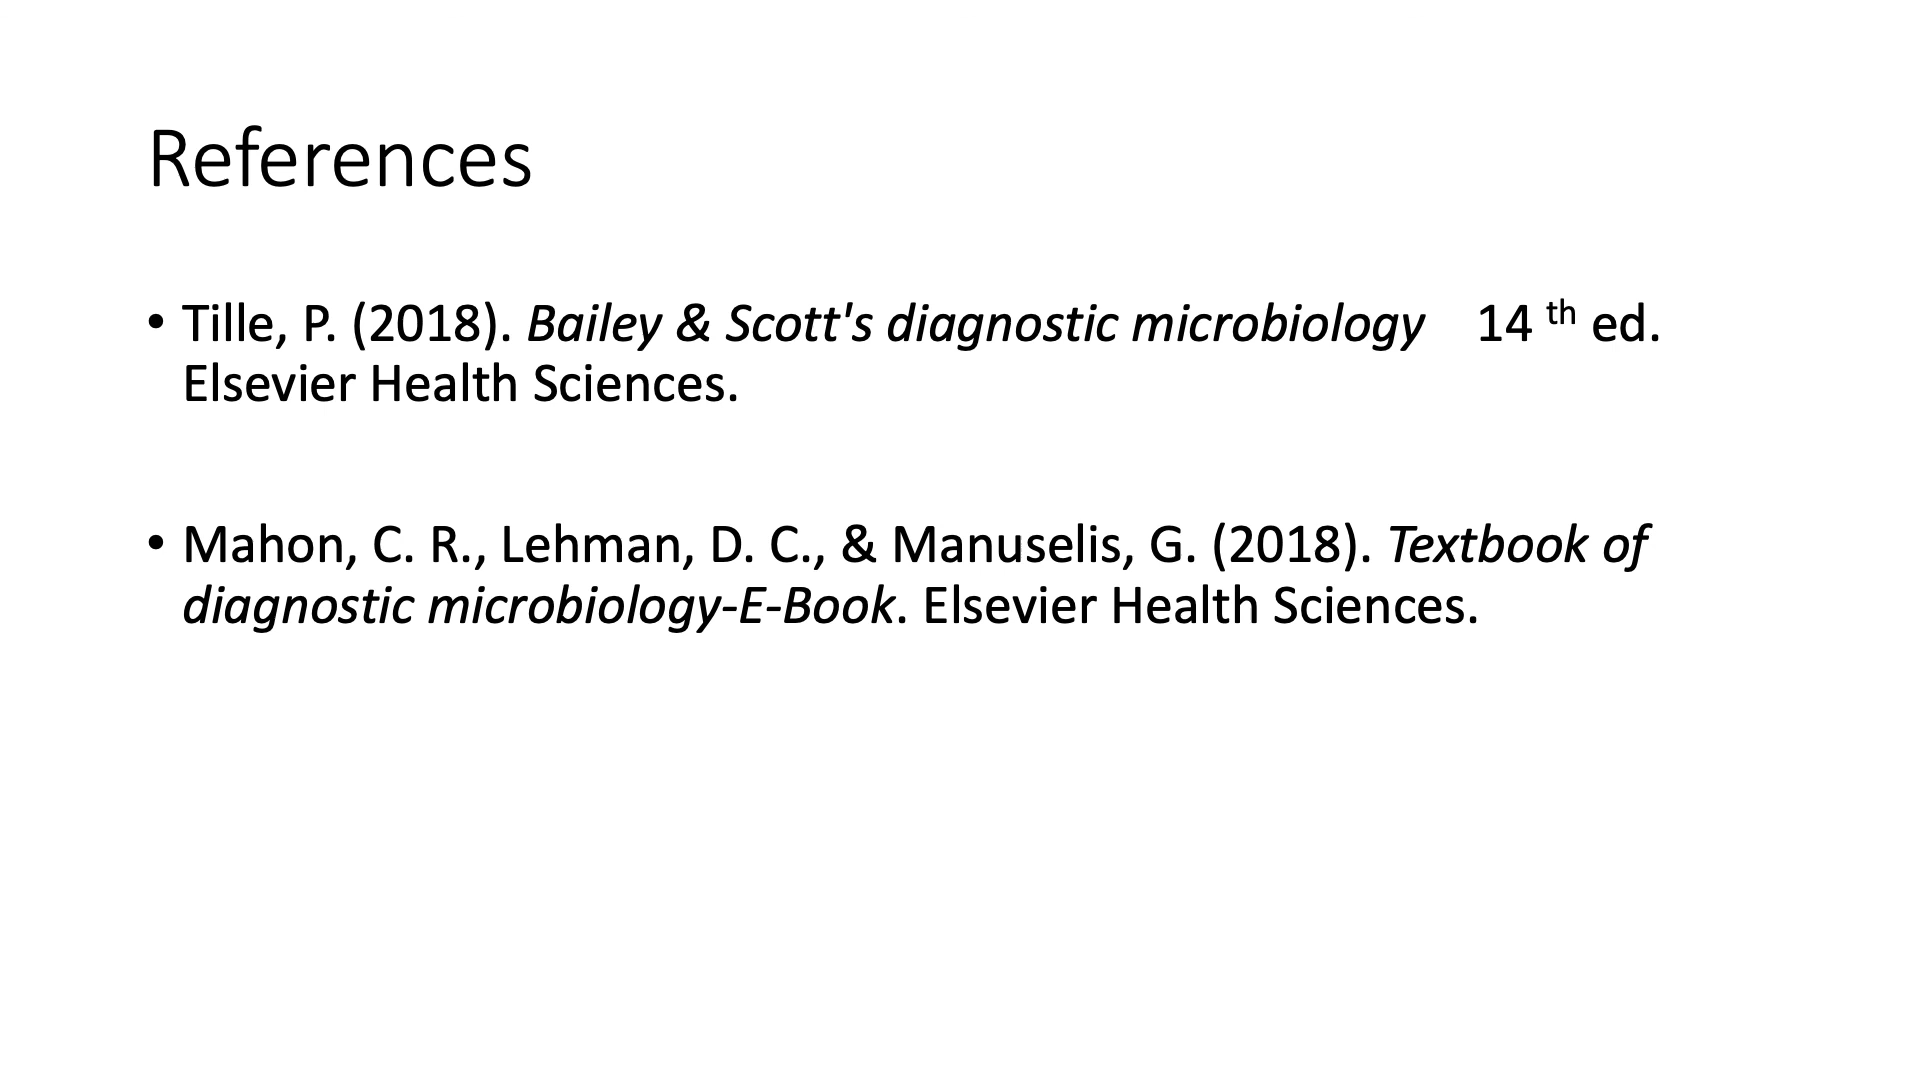 References
• Tille, P. (2018). Bailey & Scott's diagnostic microbiology 14 th ed.
Elsevier Health Sciences.
• Mahon, C. R., Lehman, D. C., & Manuselis, G. (2018). Textbook of
diagnostic microbiology-E-Book. Elsevier Health Sciences.